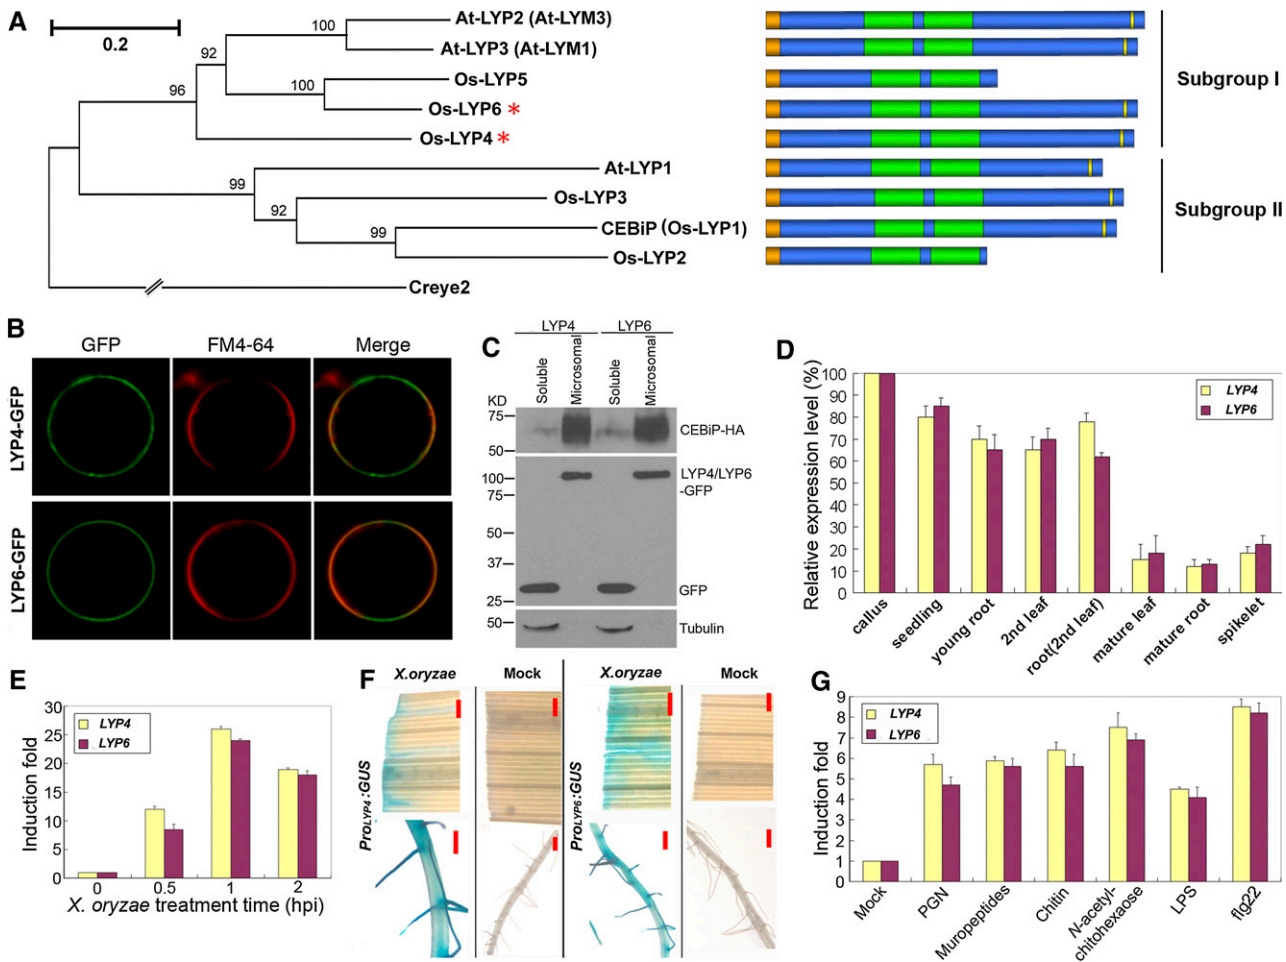 A
0.2
100
92
96
100
99
92
99
At-LYP2 (At-LYM3)
At-LYP3 (At-LYM1)
Os-LYP5
Os-LYP6 *
Os-LYP4 *
At-LYP1
Os-LYP3
CEBiP (Os-LYP1)
Os-LYP2
Creye2
Subgroup I
Subgroup II
B
GFP FM4-64 Merge
LYP4-GFP
LYP6-GFP
C
LYP4 LYP6
Soluble Microsomal Soluble Microsomal
KD
75
50
100
75
50
37
25
50
CEBiP-HA
LYP4/LYP6
-GFP
GFP
Tubulin
D
Relative expression level (%)
100
90
80
70
60
50
40
30
20
10
0
LYP4
LYP6
callus seedling young root 2nd leaf root(2nd leaf) mature leaf mature root spikelet
E
Induction fold
30
25
20
15
10
5
0
LYP4
LYP6
0 0.5 1 2
X. oryzae treatment time (hpi)
F
X.oryzae Mock X.oryzae Mock
ProLYP4:GUS
ProLYP6:GUS
G
Induction fold
9
8
7
6
5
4
3
2
1
0
LYP4
LYP6
Mock PGN Muropeptides Chitin N-acetyl-
chitohexaose LPS flg22